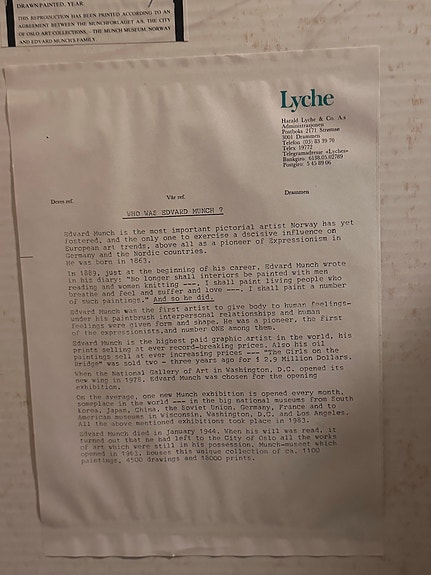 DRAWN/PAINTED, YEAR
THIS REPRODUCTION HAS BEEN PRINTED ACCORDING TO AN
AGREEMENT BETWEEN THE MUNCHFORLAGET A/S, THE CITY
OF OSLO ART COLLECTIONS, - THE MUNCH MUSEUM, NORWAY
AND EDVARD MUNCH'S FAMILY
Lyche
Harald Lyche & Co. A.s
Administrasjonen
Postboks 2171 Strømsø
3001 Drammen
Telefon (03) 83 39 70
Telex 19772
Telegramadresse «Lyches»
Bankgiro: 6138.05.02789
Postgiro: 5 45 89 06
Deres ref.
Vår ref.
Drammen
WHO WAS EDVARD MUNCH ?
Edvard Munch is the most important pictorial artist Norway has yet
fostered, and the only one to exercise a dicisive influence on
European art trends, above all as a pioneer of Expressionism in
Germany and the Nordic countries.
He was born in 1863.
In 1889, just at the beginning of his career, Edvard Munch wrote
in his diary: "No longer shall interiors be painted with men
reading and women knitting ---, I shall paint living people who
breathe and feel and suffer and love ---. I shall paint a number
of such paintings." And so he did.
Edvard Munch was the first artist to give body to human feelings-
under his paintbrush interpersonal relationships and human
feelings were given form and shape. He was a pioneer, the first
of the expressionists,and number ONE among them.
Edvard Munch is the highest paid graphic artist in the world, his
prints selling at ever record-breaking prices. Also his oil
paintings sell at ever increasing prices --- "The Girls on the
Bridge" was sold two - three years ago for $ 2.9 Million Dollars.
When the National Gallery of Art in Washington, D.C. opened its
new wing in 1978, Edvard Munch was chosen for the opening
exhibition.
On the average, one new Munch exhibition is opened every month,
someplace in the world --- in the big national museums from South
Korea, Japan, China, the Soviet Union, Germany, France and to
American museums in Wisconsin, Washington, D.C. and Los Angeles.
All the above mentioned exhibitions took place in 1983.
Edvard Munch died in January 1944. When his will was read, it
turned out that he had left to the City of Oslo all the works
of art which were still in his possession. Munch-museet which
opened in 1963, houses this unique collection of ca. 1100
paintings, 4500 drawings and 18000 prints.